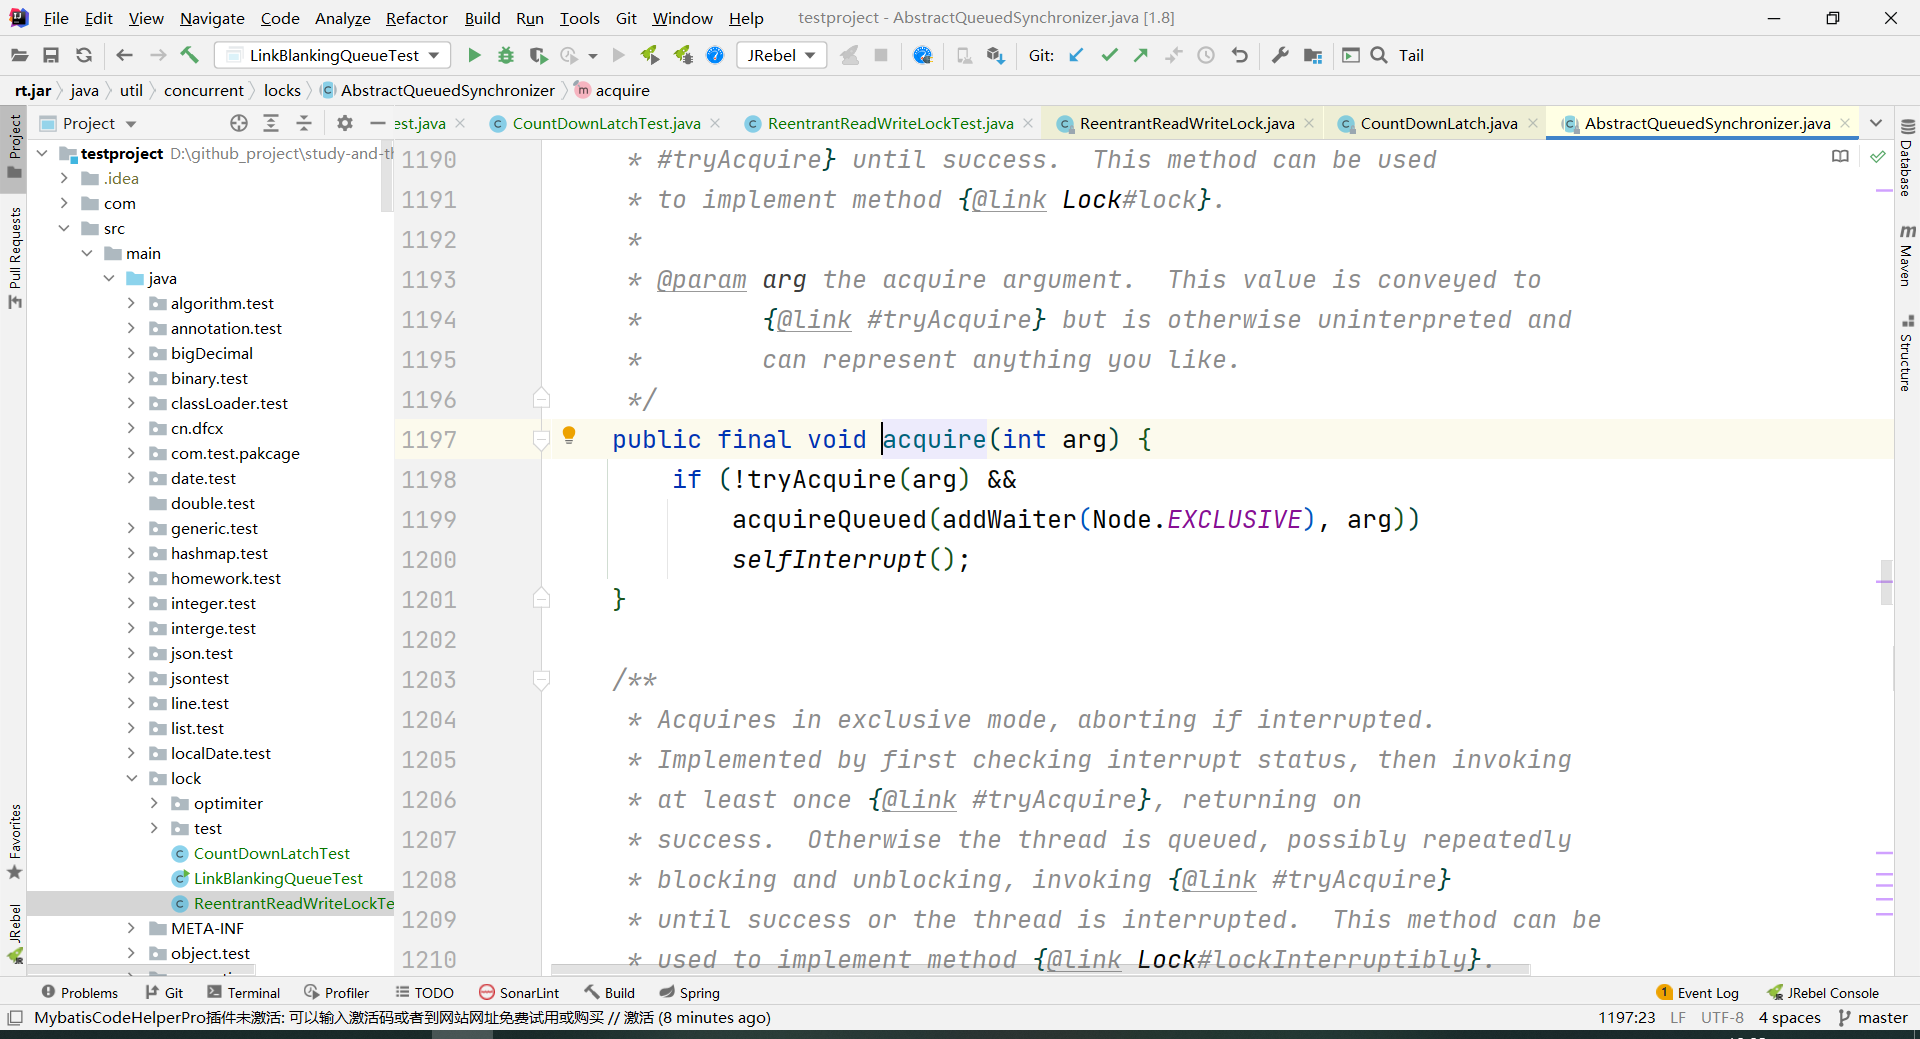 File Edit View Navigate Code Analyze Refactor Build Run Tools Git Window Help testproject - AbstractQueuedSynchronizer.java [1.8]
LinkBlankingQueueTest JRebel Git: Tail
rt.jar java util concurrent locks AbstractQueuedSynchronizer acquire
Project est.java CountDownLatchTest.java ReentrantReadWriteLockTest.java ReentrantReadWriteLock.java CountDownLatch.java AbstractQueuedSynchronizer.java
Project
Pull Requests
Favorites
JRebel
testproject D:\github_project\study-and-th
.idea
com
src
main
java
algorithm.test
annotation.test
bigDecimal
binary.test
classLoader.test
cn.dfcx
com.test.pakcage
date.test
double.test
generic.test
hashmap.test
homework.test
integer.test
interge.test
json.test
jsontest
line.test
list.test
localDate.test
lock
optimiter
test
CountDownLatchTest
LinkBlankingQueueTest
ReentrantReadWriteLockTe
META-INF
object.test
1190 * #tryAcquire} until success.  This method can be used
1191 * to implement method {@link Lock#lock}.
1192 *
1193 * @param arg the acquire argument.  This value is conveyed to
1194 *        {@link #tryAcquire} but is otherwise uninterpreted and
1195 *        can represent anything you like.
1196 */
1197 public final void acquire(int arg) {
1198 if (!tryAcquire(arg) &&
1199 acquireQueued(addWaiter(Node.EXCLUSIVE), arg))
1200 selfInterrupt();
1201 }
1202
1203 /**
1204 * Acquires in exclusive mode, aborting if interrupted.
1205 * Implemented by first checking interrupt status, then invoking
1206 * at least once {@link #tryAcquire}, returning on
1207 * success.  Otherwise the thread is queued, possibly repeatedly
1208 * blocking and unblocking, invoking {@link #tryAcquire}
1209 * until success or the thread is interrupted.  This method can be
1210 * used to implement method {@link Lock#lockInterruptibly}.
Database
Maven
Structure
Problems Git Terminal Profiler TODO SonarLint Build Spring 1 Event Log JRebel Console
MybatisCodeHelperPro插件未激活: 可以输入激活码或者到网站网址免费试用或购买 // 激活 (8 minutes ago) 1197:23 LF UTF-8 4 spaces master